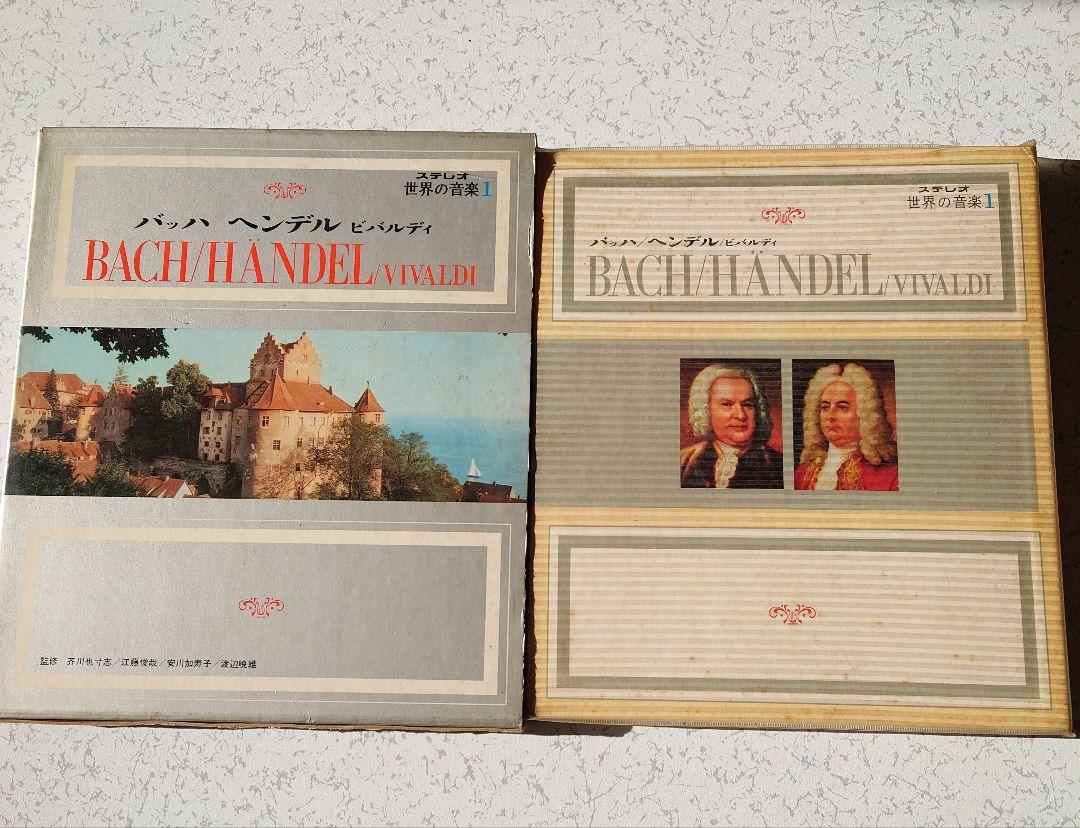 ステレオ
世界の音楽1
バッハ ヘンデル ビバルディ
BACH/HÄNDEL/VIVALDI
監修 芥川也寸志/江藤俊哉/安川加寿子/渡辺暁雄
ステレオ
世界の音楽1
バッハ/ヘンデル/ビバルディ
BACH/HÄNDEL/VIVALDI